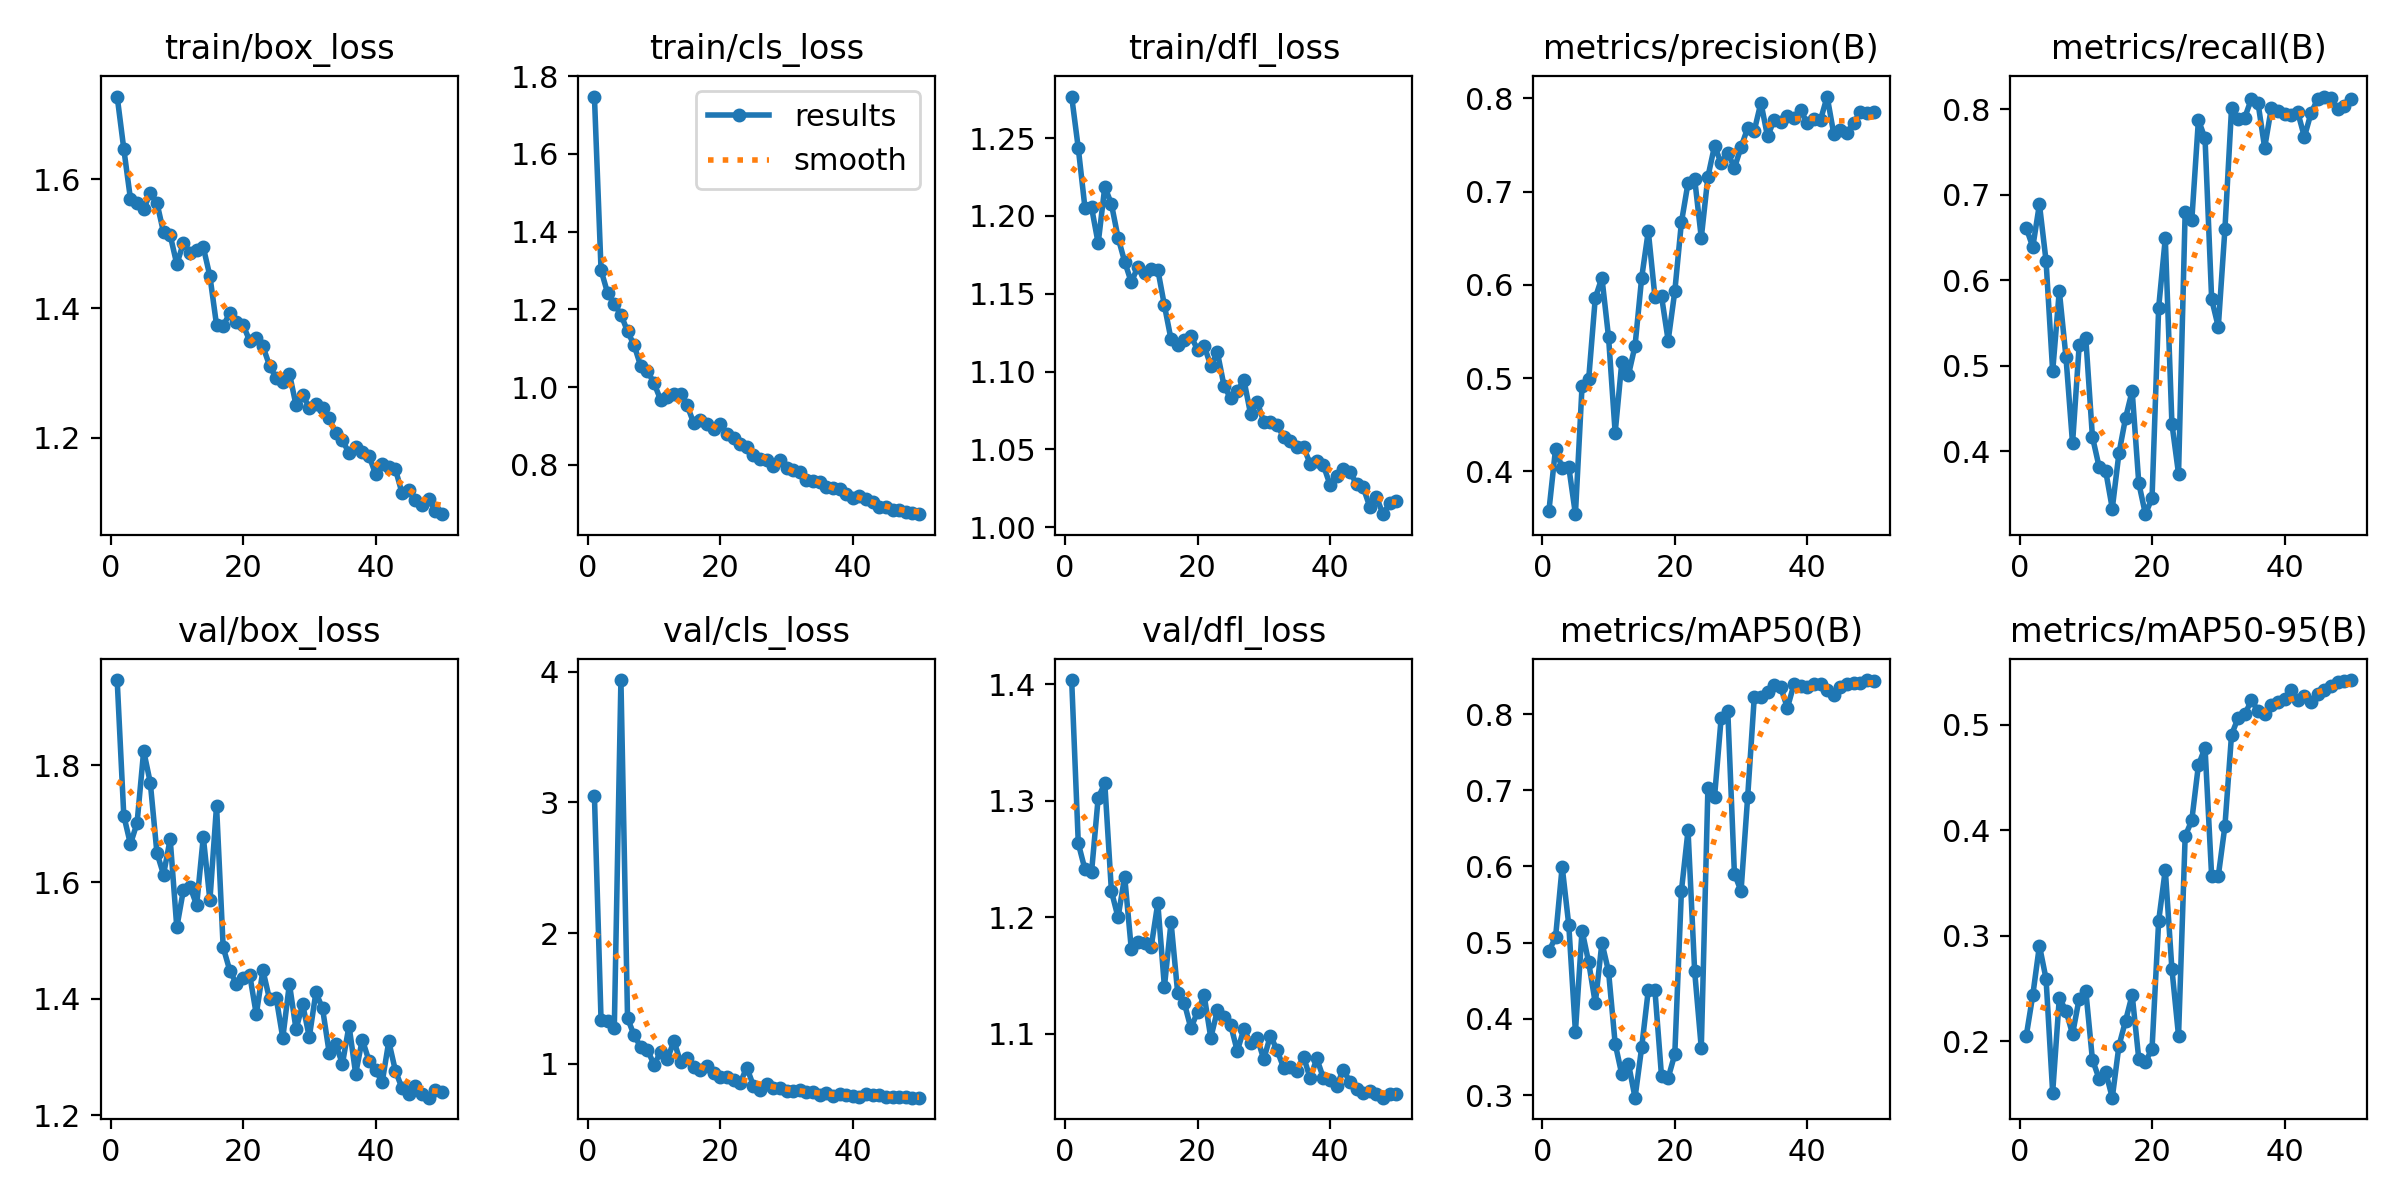 train/box_loss
1.6
1.4
1.2
0 20 40
train/cls_loss
results
smooth
1.8
1.6
1.4
1.2
1.0
0.8
0 20 40
train/dfl_loss
1.25
1.20
1.15
1.10
1.05
1.00
0 20 40
metrics/precision(B)
0.8
0.7
0.6
0.5
0.4
0 20 40
metrics/recall(B)
0.8
0.7
0.6
0.5
0.4
0 20 40
val/box_loss
1.8
1.6
1.4
1.2
0 20 40
val/cls_loss
4
3
2
1
0 20 40
val/dfl_loss
1.4
1.3
1.2
1.1
0 20 40
metrics/mAP50(B)
0.8
0.7
0.6
0.5
0.4
0.3
0 20 40
metrics/mAP50-95(B)
0.5
0.4
0.3
0.2
0 20 40